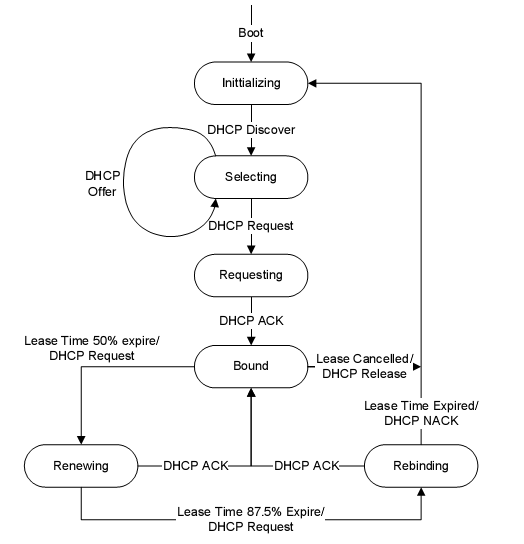 Boot
Inittializing
DHCP Discover
DHCP
Offer
Selecting
DHCP Request
Requesting
DHCP ACK
Lease Time 50% expire/
DHCP Request
Bound
Lease Cancelled/
DHCP Release
Lease Time Expired/
DHCP NACK
Renewing
DHCP ACK
DHCP ACK
Rebinding
Lease Time 87.5% Expire/
DHCP Request